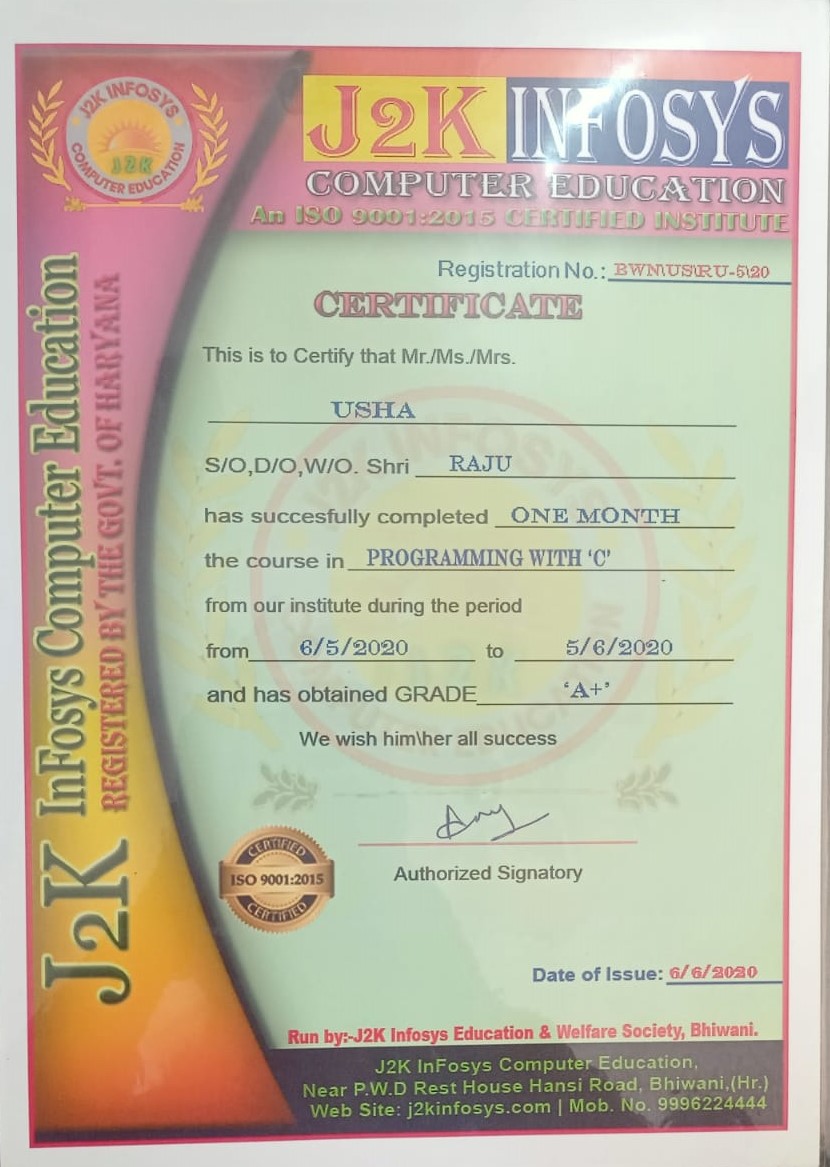 J2K INFOSYS
COMPUTER EDUCATION
J2K
J2K INFOSYS
COMPUTER EDUCATION
An ISO 9001:2015 CERTIFIED INSTITUTE
J2K InFosys Computer Education
REGISTERED BY THE GOVT. OF HARYANA
Registration No.: BWN\US\RU-5\20
CERTIFICATE
This is to Certify that Mr./Ms./Mrs.
USHA
S/O,D/O,W/O. Shri RAJU
has succesfully completed ONE MONTH
the course in PROGRAMMING WITH 'C'
from our institute during the period
from 6/5/2020 to 5/6/2020
and has obtained GRADE 'A+'
We wish him\her all success
Authorized Signatory
CERTIFIED
ISO 9001:2015
CERTIFIED
Date of Issue: 6/6/2020
Run by:-J2K Infosys Education & Welfare Society, Bhiwani.
J2K InFosys Computer Education,
Near P.W.D Rest House Hansi Road, Bhiwani,(Hr.)
Web Site: j2kinfosys.com | Mob. No. 9996224444